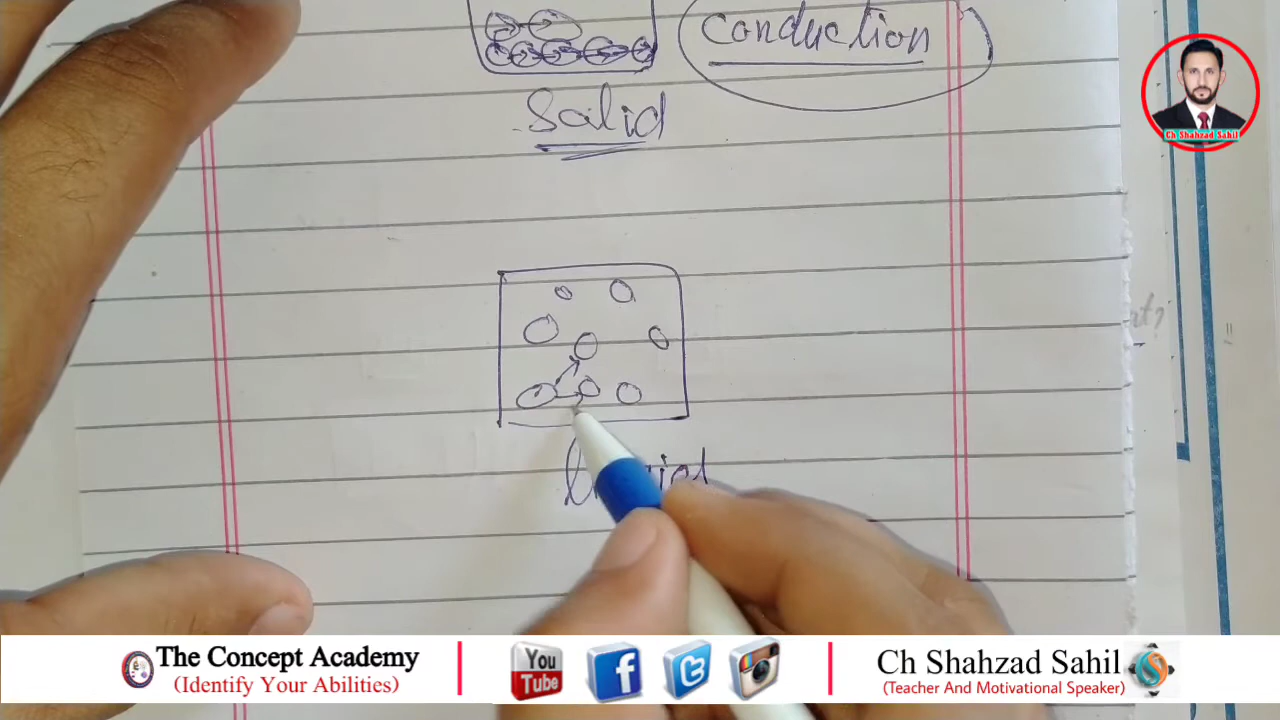 conduction
Ch Shahzad Sahil
Solid
The Concept Academy
(Identify Your Abilities)
You
Tube
Ch Shahzad Sahil
(Teacher And Motivational Speaker)